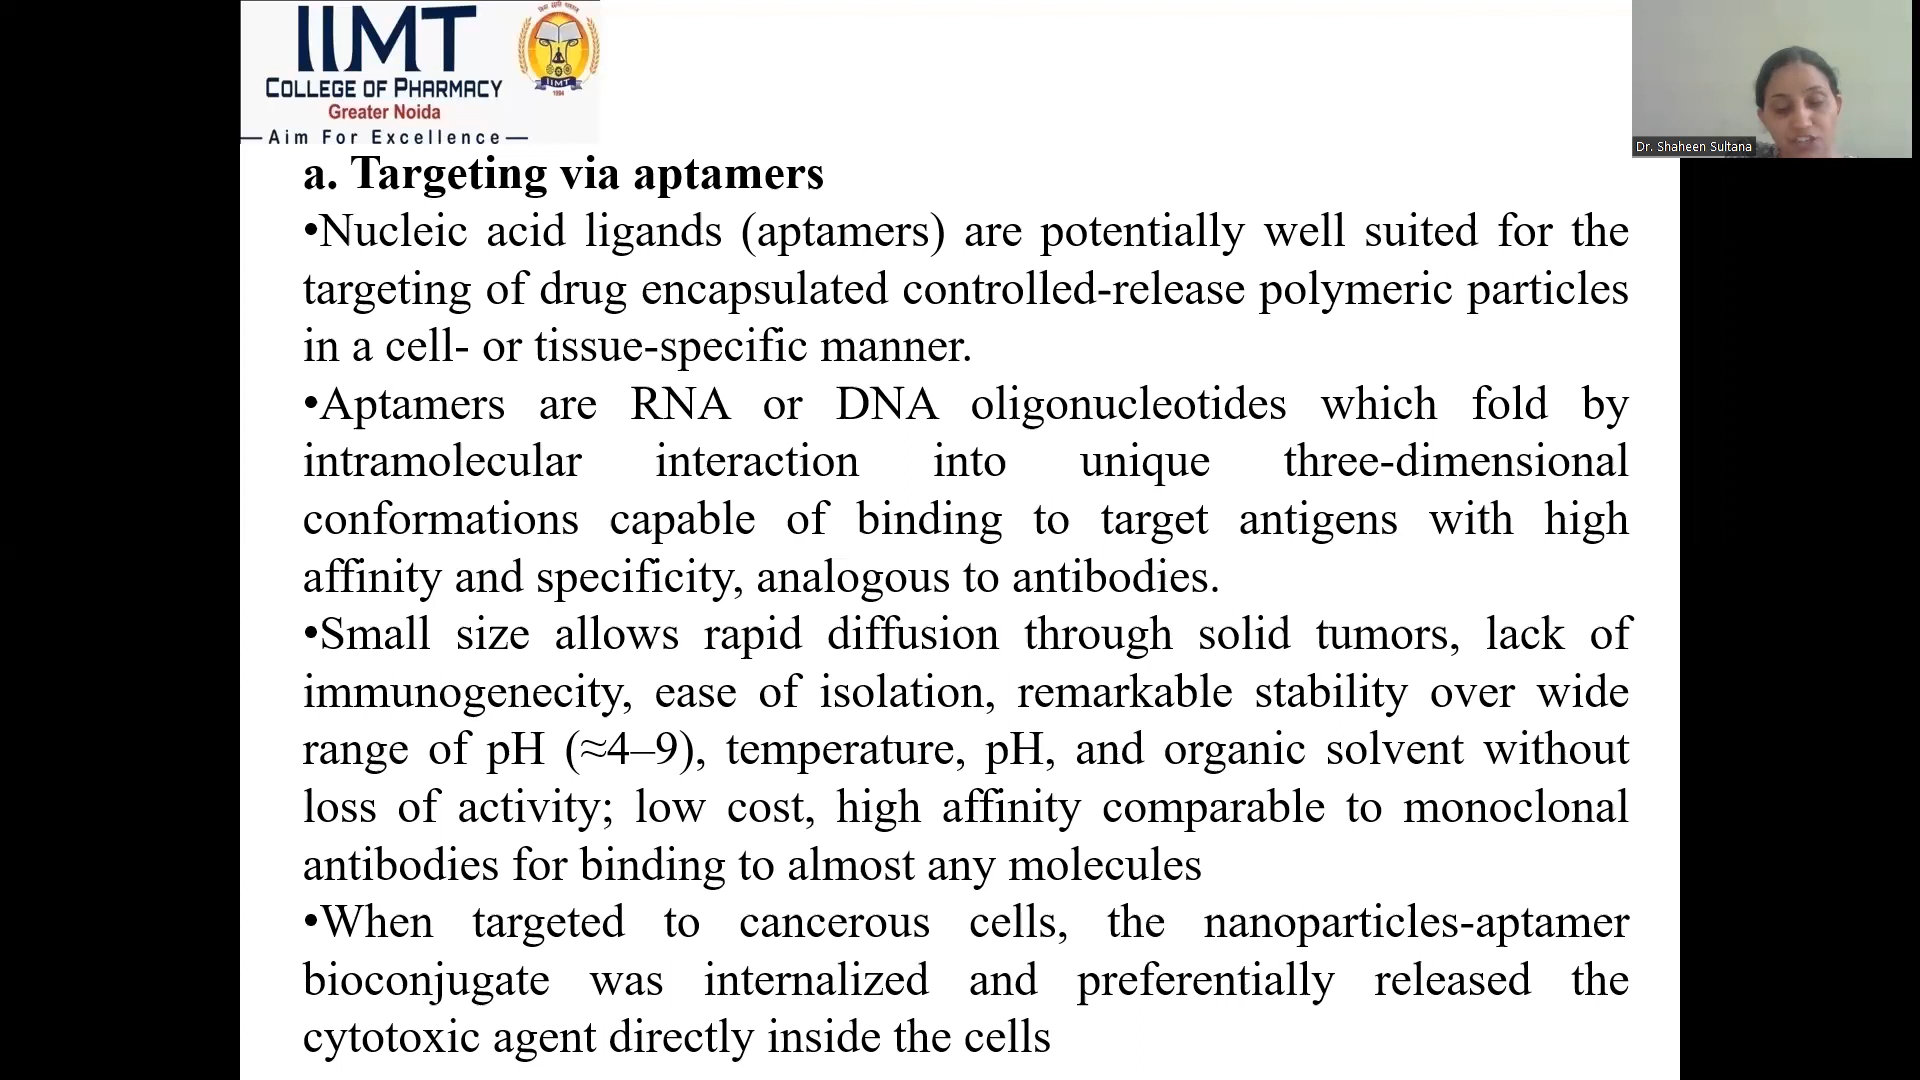 IIMT
COLLEGE OF PHARMACY
Greater Noida
Aim For Excellence
IIMT
1994
Dr. Shaheen Sultana
a. Targeting via aptamers
•Nucleic acid ligands (aptamers) are potentially well suited for the
targeting of drug encapsulated controlled-release polymeric particles
in a cell- or tissue-specific manner.
•Aptamers are RNA or DNA oligonucleotides which fold by
intramolecular interaction into unique three-dimensional
conformations capable of binding to target antigens with high
affinity and specificity, analogous to antibodies.
•Small size allows rapid diffusion through solid tumors, lack of
immunogenecity, ease of isolation, remarkable stability over wide
range of pH (≈4–9), temperature, pH, and organic solvent without
loss of activity; low cost, high affinity comparable to monoclonal
antibodies for binding to almost any molecules
•When targeted to cancerous cells, the nanoparticles-aptamer
bioconjugate was internalized and preferentially released the
cytotoxic agent directly inside the cells